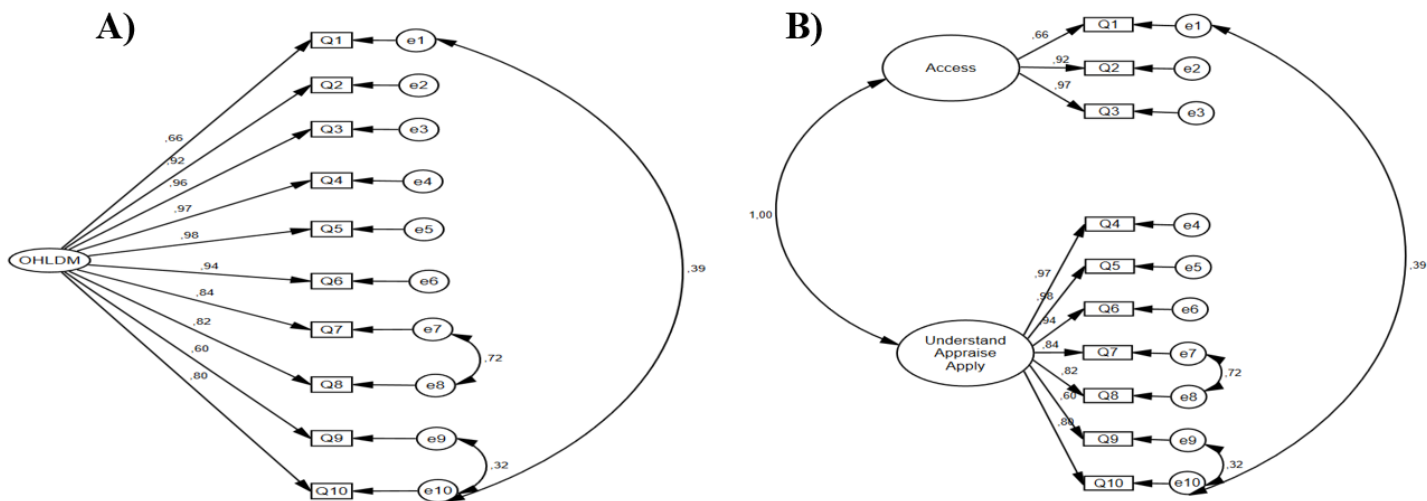 A)
OHLDM
,66
,92
,96
,97
,98
,94
,84
,82
,60
,80
Q1
e1
Q2
e2
Q3
e3
Q4
e4
Q5
e5
Q6
e6
Q7
e7
Q8
e8
Q9
e9
Q10
e10
,72
,32
,39
B)
Access
,66
,92
,97
Q1
e1
Q2
e2
Q3
e3
1,00
Understand
Appraise
Apply
,97
,98
,94
,84
,82
,60
,80
Q4
e4
Q5
e5
Q6
e6
Q7
e7
Q8
e8
Q9
e9
Q10
e10
,72
,32
,39